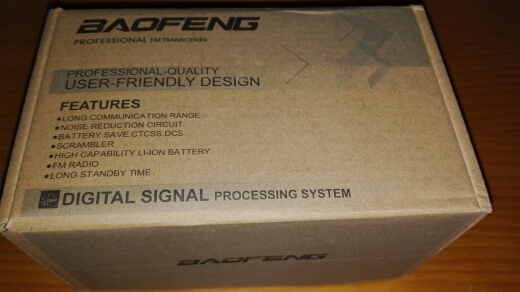 BAOFENG
PROFESSIONAL FM TRANSCEIVER
PROFESSIONAL-QUALITY
USER-FRIENDLY DESIGN
FEATURES
●LONG COMMUNICATION RANGE
●NOISE REDUCTION CIRCUIT
●BATTERY SAVE.CTCSS.DCS
●SCRAMBLER
●HIGH CAPABILITY LI-ION BATTERY
●FM RADIO
●LONG STANDBY TIME
DIGITAL SIGNAL PROCESSING SYSTEM
BAOFENG